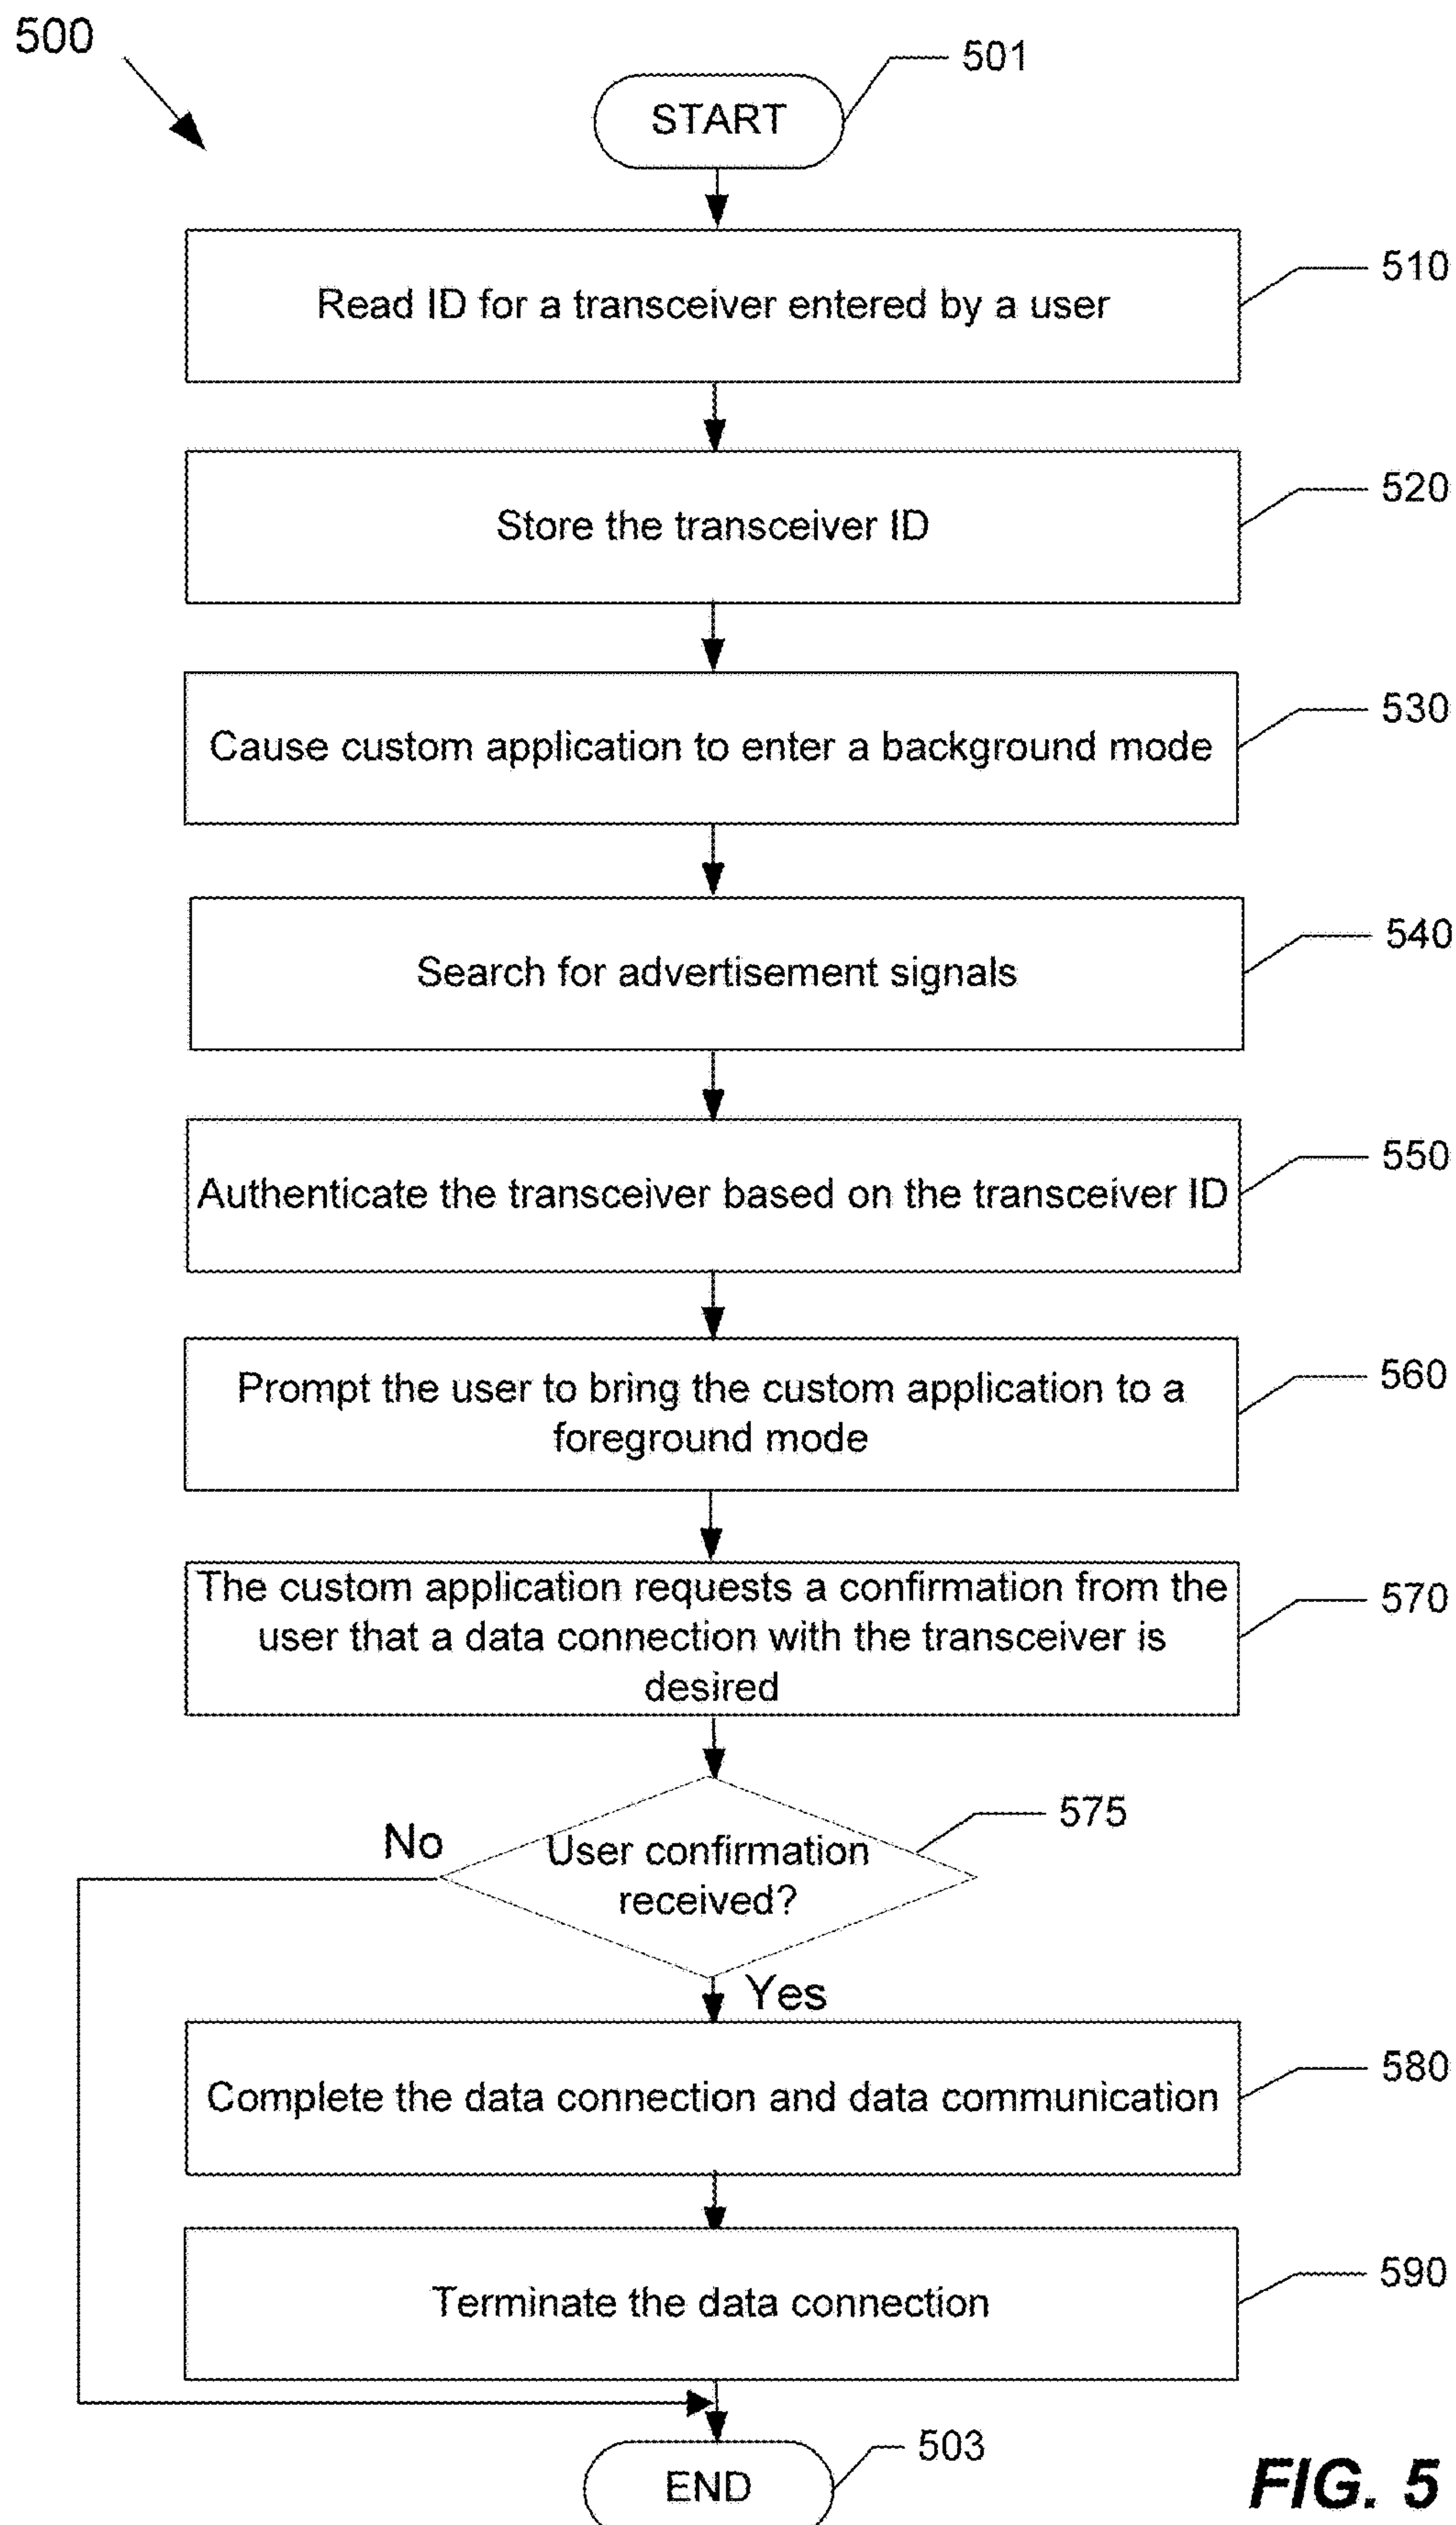 500
501
START
510
Read ID for a transceiver entered by a user
520
Store the transceiver ID
530
Cause custom application to enter a background mode
540
Search for advertisement signals
550
Authenticate the transceiver based on the transceiver ID
560
Prompt the user to bring the custom application to a
foreground mode
570
The custom application requests a confirmation from the
user that a data connection with the transceiver is
desired
575
No
User confirmation
received?
Yes
580
Complete the data connection and data communication
590
Terminate the data connection
503
END
FIG. 5